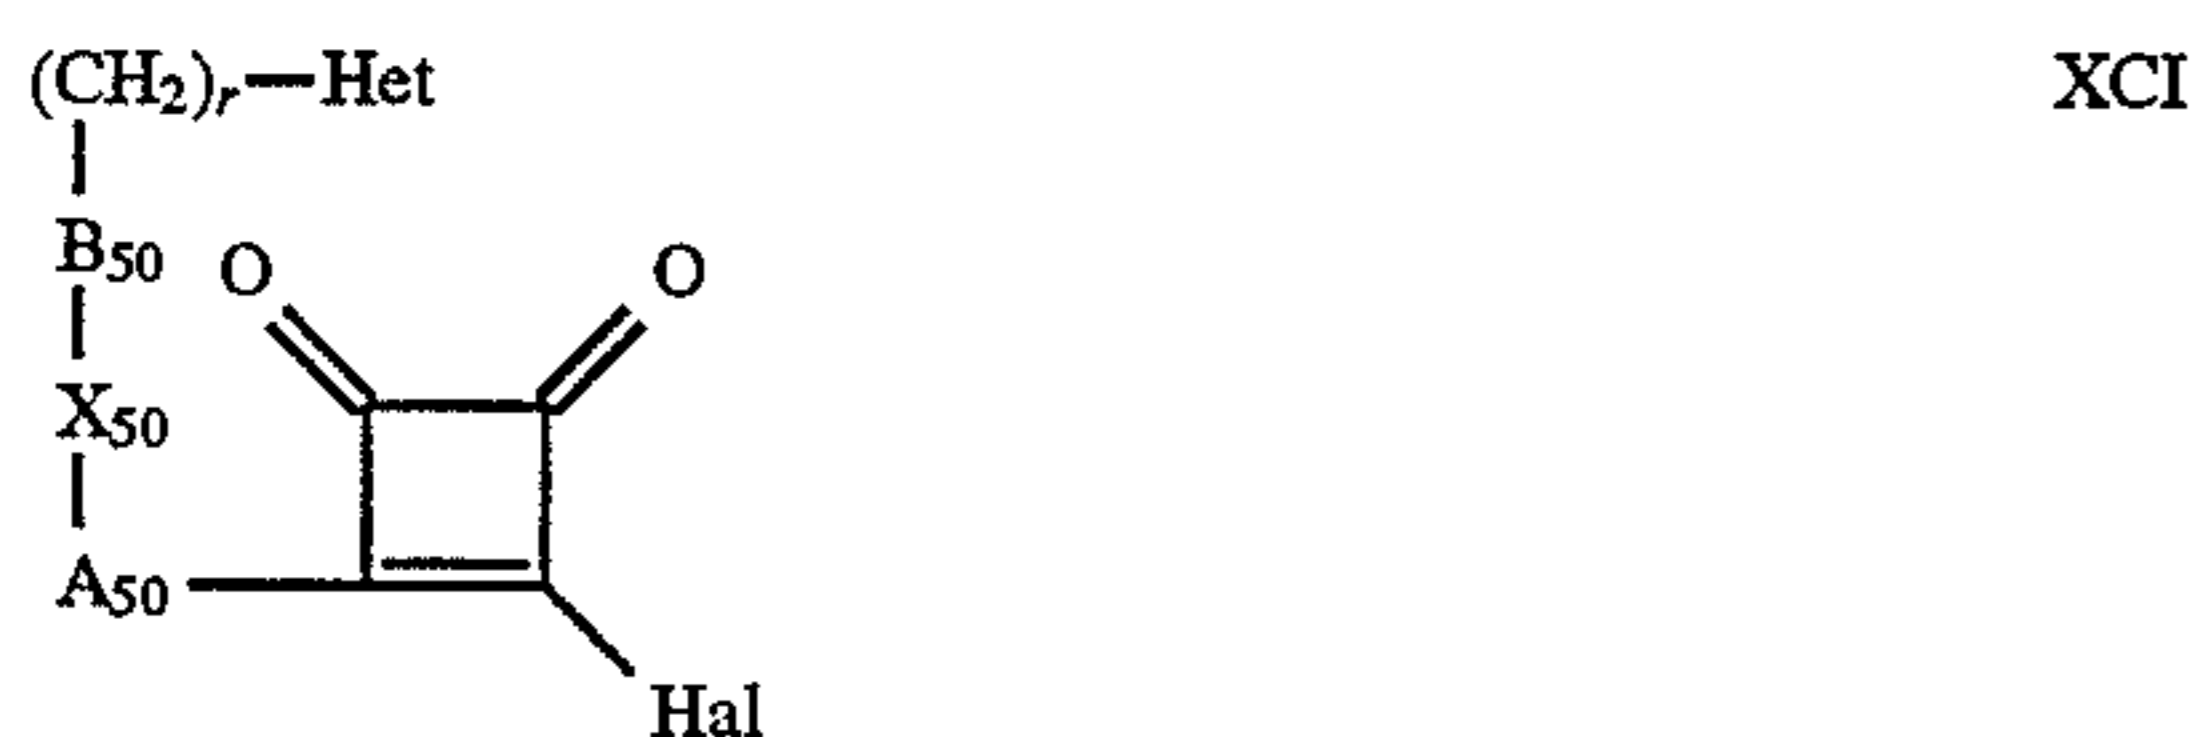 (CH₂)ᵣ—Het XCI
B₅₀ O O
X₅₀
A₅₀
Hal